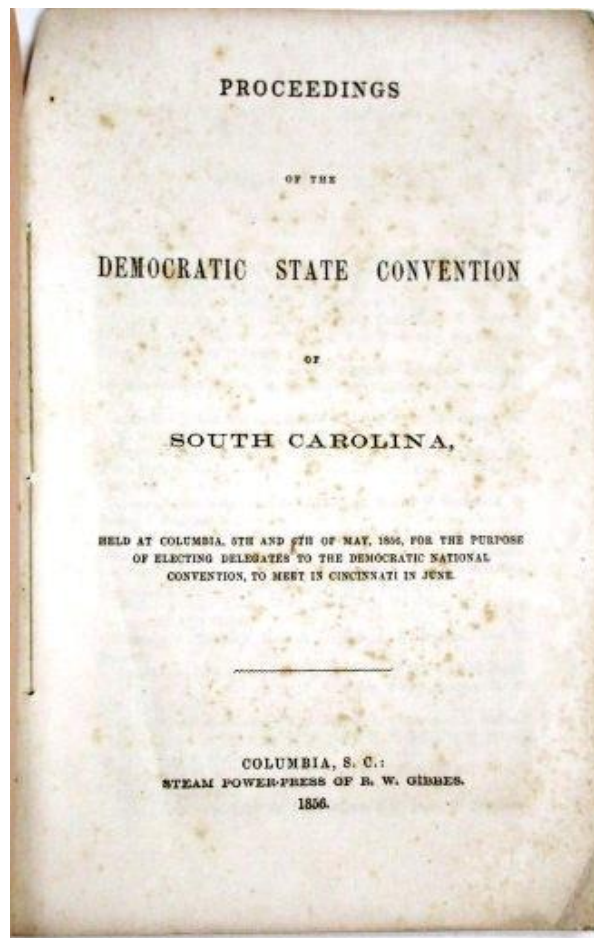 PROCEEDINGS
OF THE
DEMOCRATIC STATE CONVENTION
OF
SOUTH CAROLINA,
HELD AT COLUMBIA, 5TH AND 6TH OF MAY, 1856, FOR THE PURPOSE
OF ELECTING DELEGATES TO THE DEMOCRATIC NATIONAL
CONVENTION, TO MEET IN CINCINNATI IN JUNE.
COLUMBIA, S. C.:
STEAM POWER-PRESS OF R. W. GIBBES.
1856.